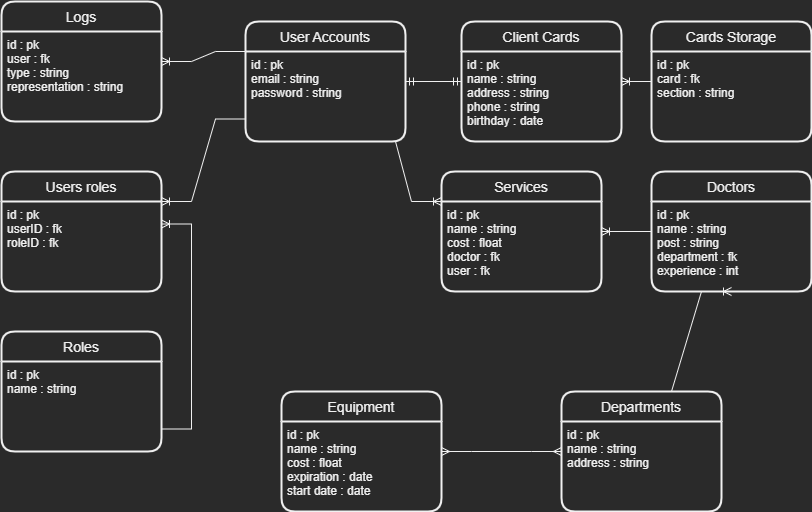 Logs
id : pk
user : fk
type : string
representation : string
User Accounts
id : pk
email : string
password : string
Client Cards
id : pk
name : string
address : string
phone : string
birthday : date
Cards Storage
id : pk
card : fk
section : string
Users roles
id : pk
userID : fk
roleID : fk
Services
id : pk
name : string
cost : float
doctor : fk
user : fk
Doctors
id : pk
name : string
post : string
department : fk
experience : int
Roles
id : pk
name : string
Equipment
id : pk
name : string
cost : float
expiration : date
start date : date
Departments
id : pk
name : string
address : string